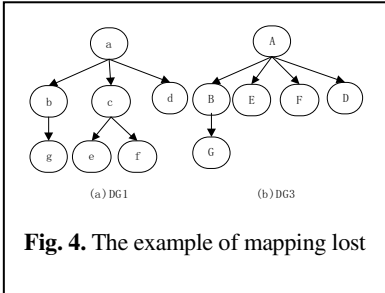 a A
b c d B E F D
g e f G
(a)DG1 (b)DG3
Fig. 4. The example of mapping lost